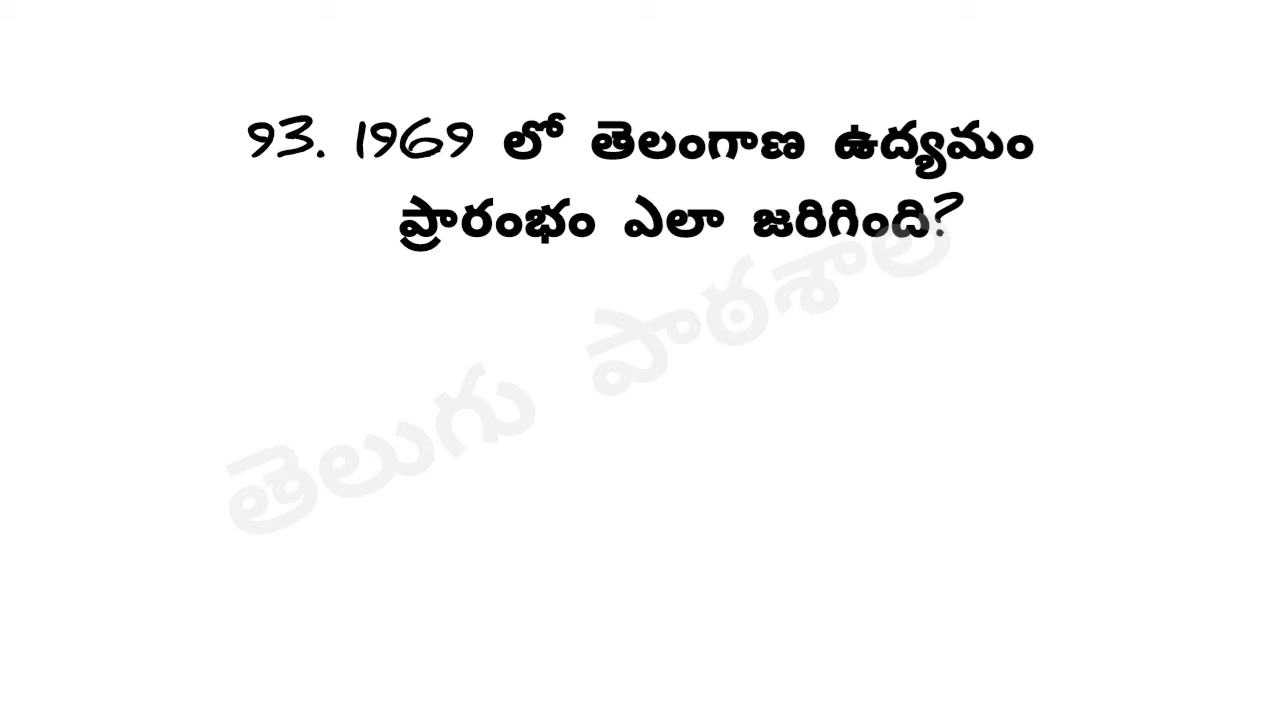 93. 1969 లో తెలంగాణ ఉద్యమం
ప్రారంభం ఎలా జరిగింది?
తెలుగు పాఠశాల